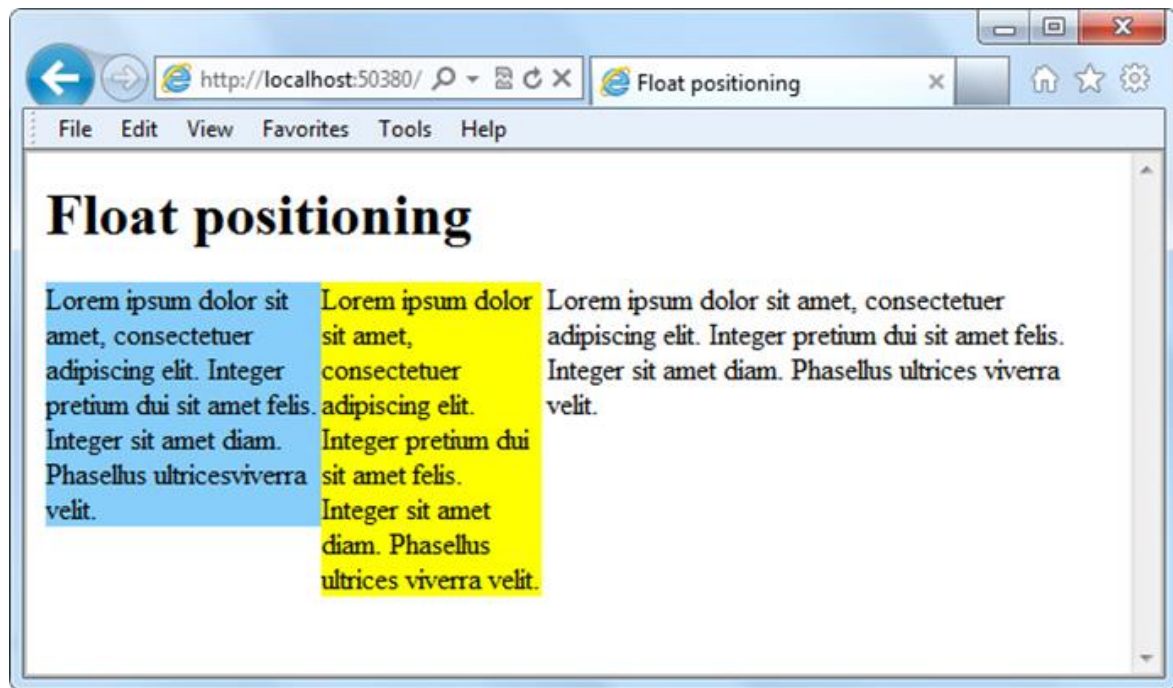 http://localhost:50380/
Float positioning
File Edit View Favorites Tools Help
Float positioning
Lorem ipsum dolor sit
amet, consectetuer
adipiscing elit. Integer
pretium dui sit amet felis.
Integer sit amet diam.
Phasellus ultricesviverra
velit.
Lorem ipsum dolor
sit amet,
consectetuer
adipiscing elit.
Integer pretium dui
sit amet felis.
Integer sit amet
diam. Phasellus
ultrices viverra velit.
Lorem ipsum dolor sit amet, consectetuer
adipiscing elit. Integer pretium dui sit amet felis.
Integer sit amet diam. Phasellus ultrices viverra
velit.